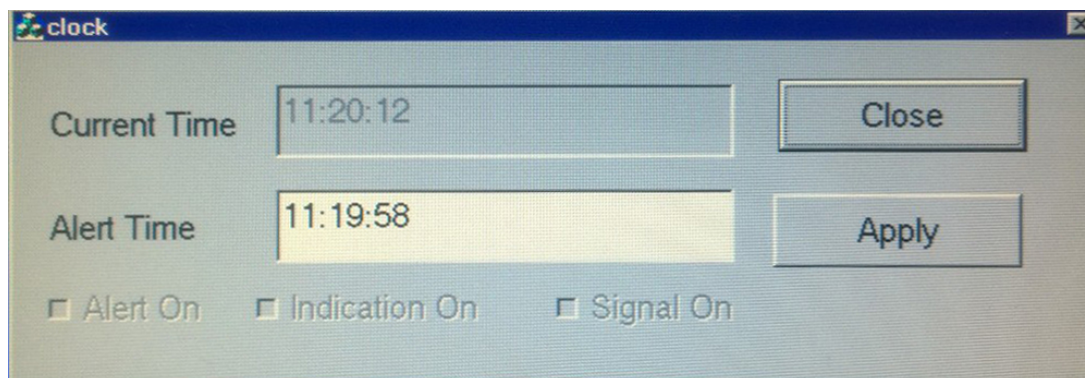 clock
Current Time 11:20:12 Close
Alert Time 11:19:58 Apply
Alert On Indication On Signal On